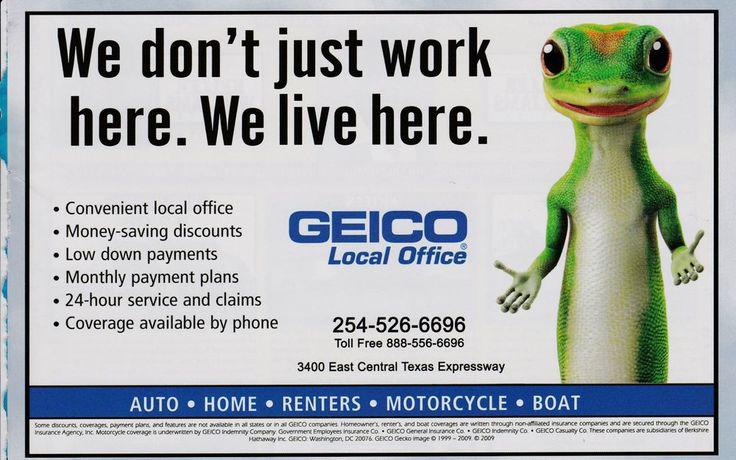 We don't just work
here. We live here.
• Convenient local office
• Money-saving discounts
• Low down payments
• Monthly payment plans
• 24-hour service and claims
• Coverage available by phone
GEICO®
Local Office
254-526-6696
Toll Free 888-556-6696
3400 East Central Texas Expressway
AUTO • HOME • RENTERS • MOTORCYCLE • BOAT
Some discounts, coverages, payment plans, and features are not available in all states or in all GEICO companies. Homeowner's, renter's, and boat coverages are written through non-affiliated insurance companies and are secured through the GEICO
Insurance Agency, Inc. Motorcycle coverage is underwritten by GEICO Indemnity Company. Government Employees Insurance Co. • GEICO General Insurance Co. • GEICO Indemnity Co. • GEICO Casualty Co. These companies are subsidiaries of Berkshire
Hathaway Inc. GEICO: Washington, DC 20076. GEICO Gecko image © 1999 – 2009. © 2009